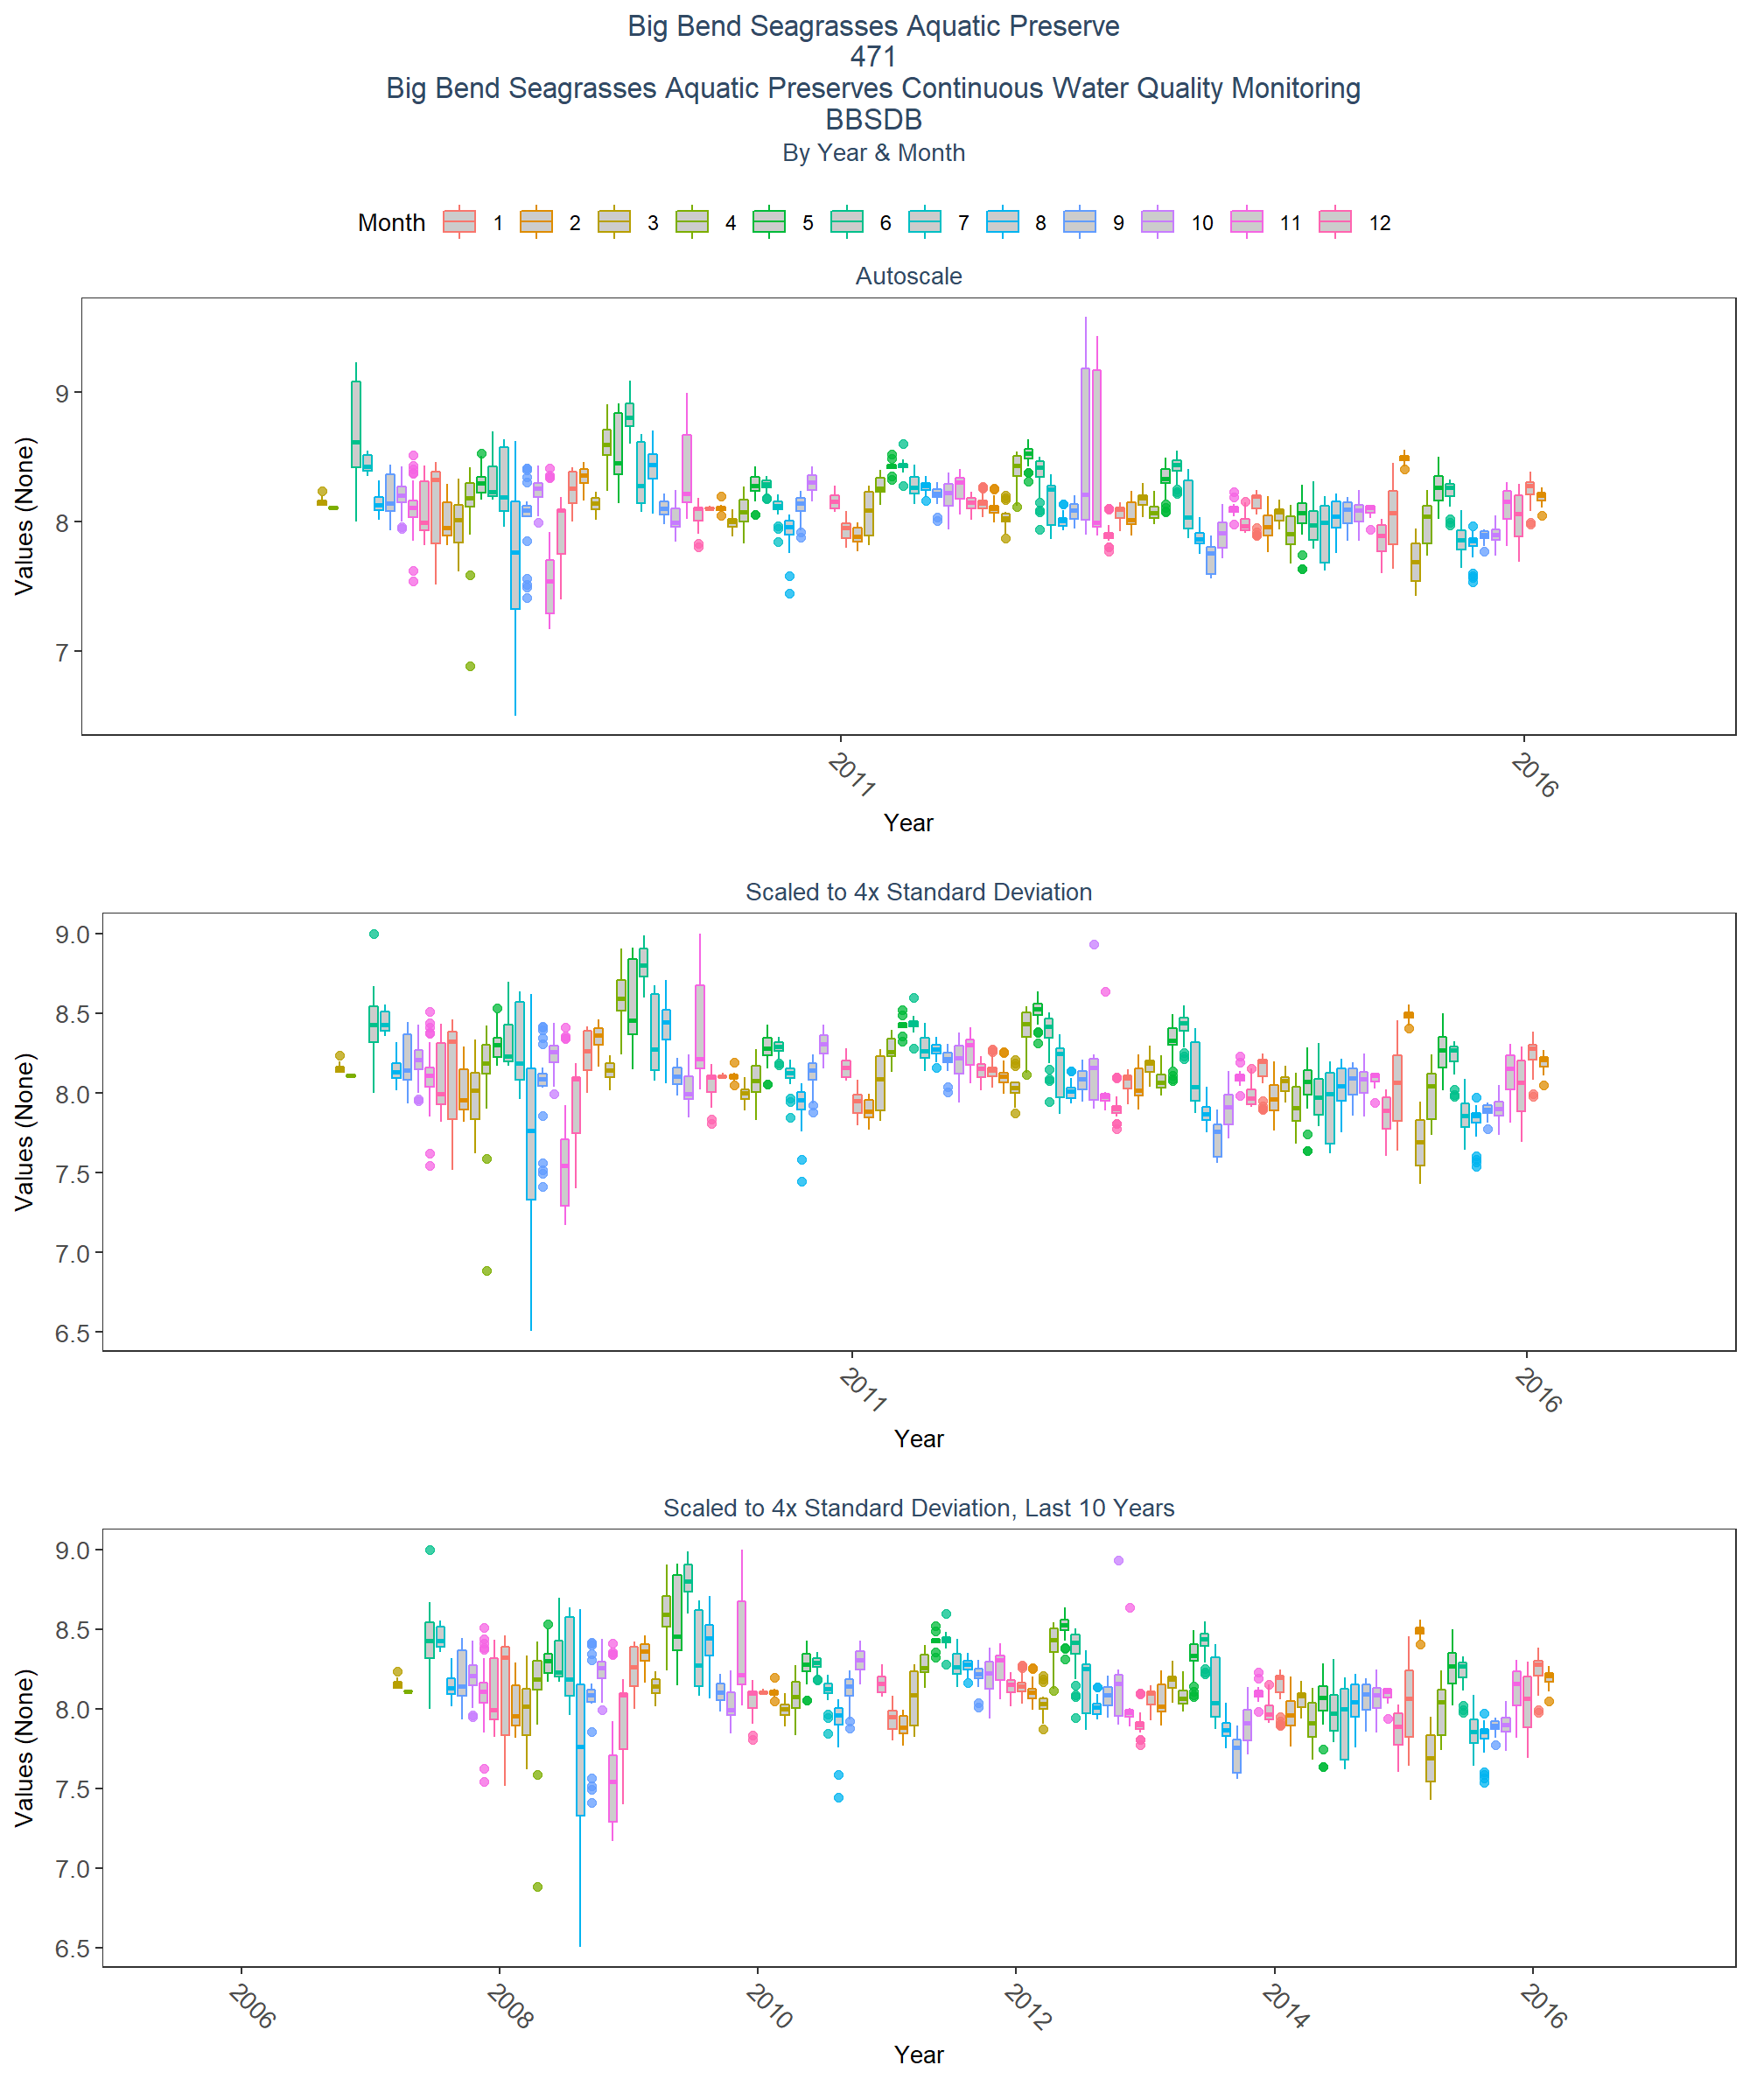 Big Bend Seagrasses Aquatic Preserve
471
Big Bend Seagrasses Aquatic Preserves Continuous Water Quality Monitoring
BBSDB
By Year & Month
Month 1 2 3 4 5 6 7 8 9 10 11 12
Autoscale
Values (None)
9
8
7
2011 2016
Year
Scaled to 4x Standard Deviation
Values (None)
9.0
8.5
8.0
7.5
7.0
6.5
2011 2016
Year
Scaled to 4x Standard Deviation, Last 10 Years
Values (None)
9.0
8.5
8.0
7.5
7.0
6.5
2006 2008 2010 2012 2014 2016
Year